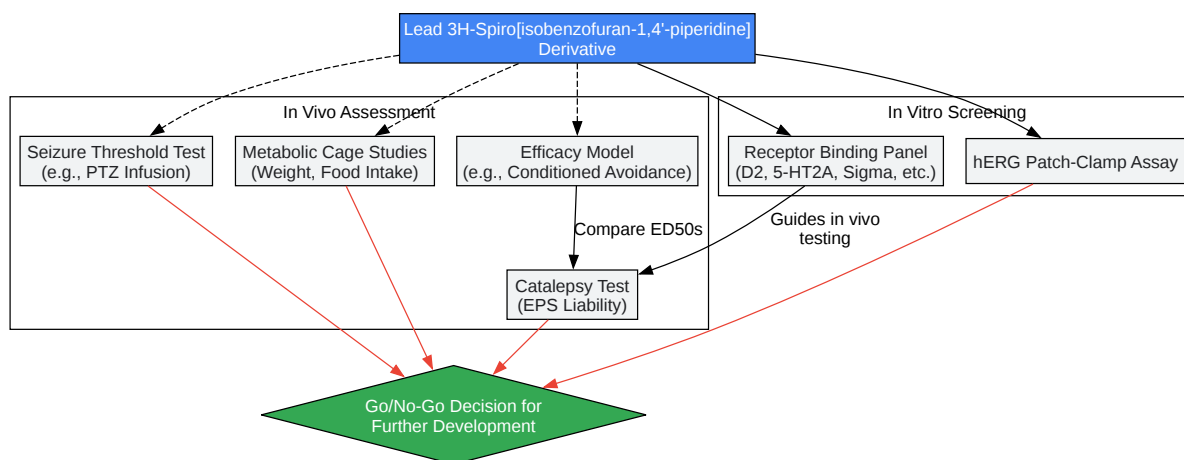 Lead 3H-Spiro[isobenzofuran-1,4'-piperidine]
Derivative
In Vivo Assessment
In Vitro Screening
Seizure Threshold Test
(e.g., PTZ Infusion)
Metabolic Cage Studies
(Weight, Food Intake)
Efficacy Model
(e.g., Conditioned Avoidance)
Receptor Binding Panel
(D2, 5-HT2A, Sigma, etc.)
hERG Patch-Clamp Assay
Compare ED50s
Guides in vivo
testing
Catalepsy Test
(EPS Liability)
Go/No-Go Decision for
Further Development